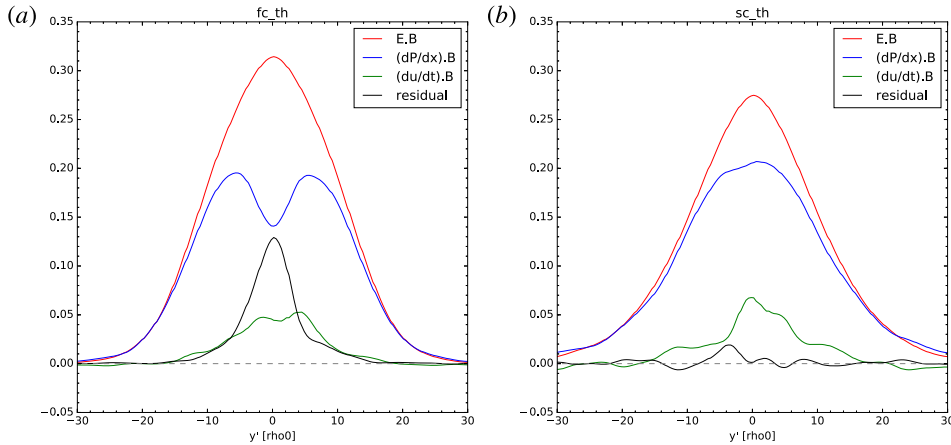 (a)
fc_th
E.B
(dP/dx).B
(du/dt).B
residual
0.35
0.30
0.25
0.20
0.15
0.10
0.05
0.00
−0.05
−30 −20 −10 0 10 20 30
y' [rho0]
(b)
sc_th
E.B
(dP/dx).B
(du/dt).B
residual
0.35
0.30
0.25
0.20
0.15
0.10
0.05
0.00
−0.05
−30 −20 −10 0 10 20 30
y' [rho0]